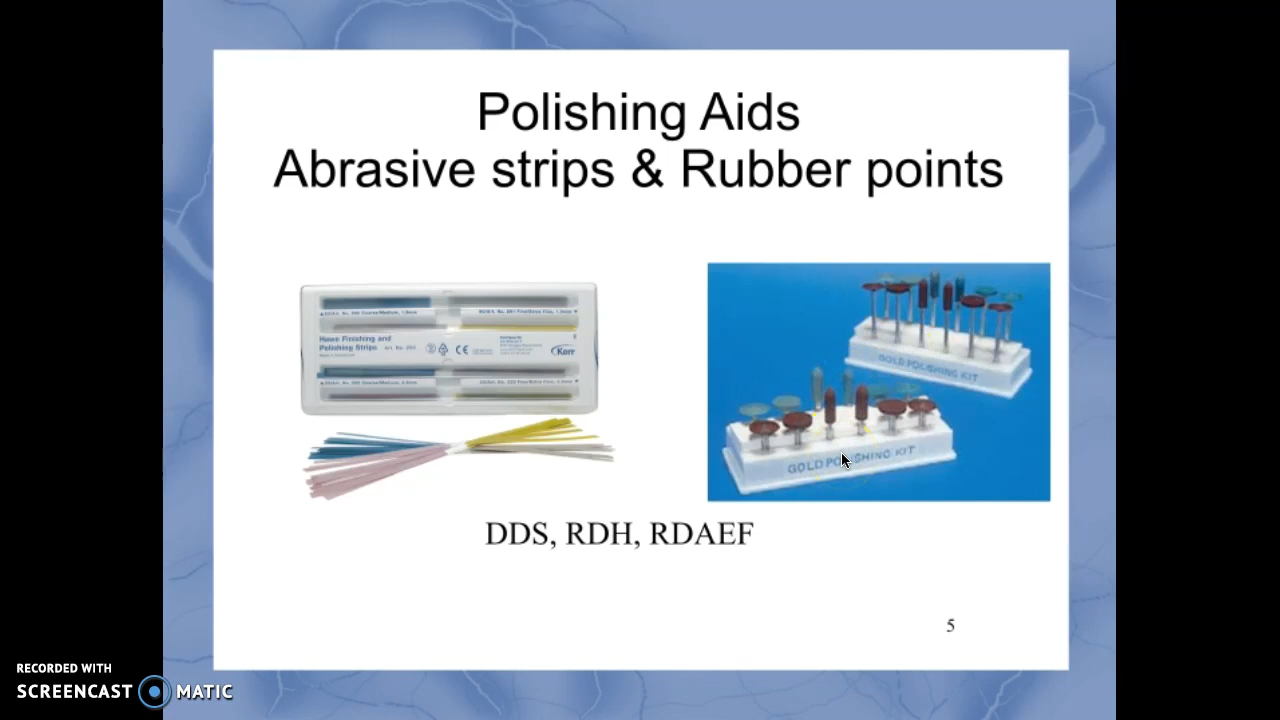 Polishing Aids
Abrasive strips & Rubber points
Hawe Finishing and
Polishing Strips
Kerr
GOLD POLISHING KIT
GOLD POLISHING KIT
DDS, RDH, RDAEF
5
RECORDED WITH
SCREENCAST MATIC